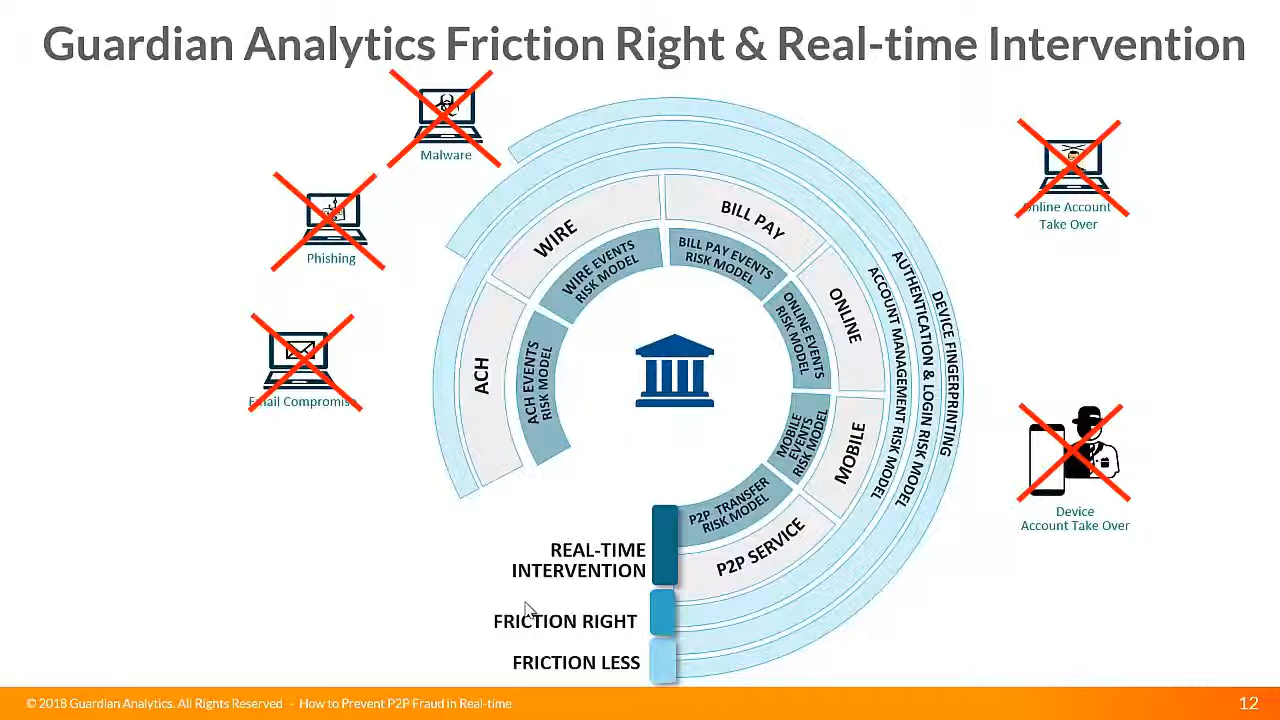 Guardian Analytics Friction Right & Real-time Intervention
Malware
Phishing
Email Compromise
Online Account
Take Over
Device
Account Take Over
WIRE
BILL PAY
ONLINE
MOBILE
P2P SERVICE
ACH
WIRE EVENTS
RISK MODEL
BILL PAY EVENTS
RISK MODEL
ONLINE EVENTS
RISK MODEL
MOBILE
EVENTS
RISK MODEL
P2P TRANSFER
RISK MODEL
ACH EVENTS
RISK MODEL
ACCOUNT MANAGEMENT RISK MODEL
AUTHENTICATION & LOGIN RISK MODEL
DEVICE FINGERPRINTING
REAL-TIME
INTERVENTION
FRICTION RIGHT
FRICTION LESS
© 2018 Guardian Analytics. All Rights Reserved - How to Prevent P2P Fraud in Real-time
12